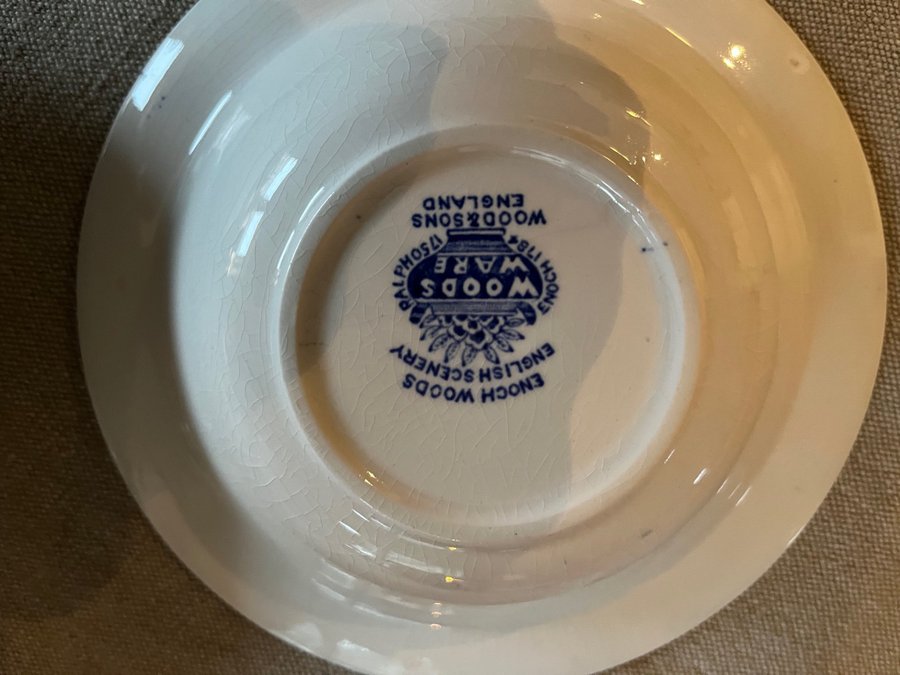 ENOCH WOODS
ENGLISH SCENERY
ENOCH 1784
RALPH 1750
WOODS
WARE
WOOD & SONS
ENGLAND